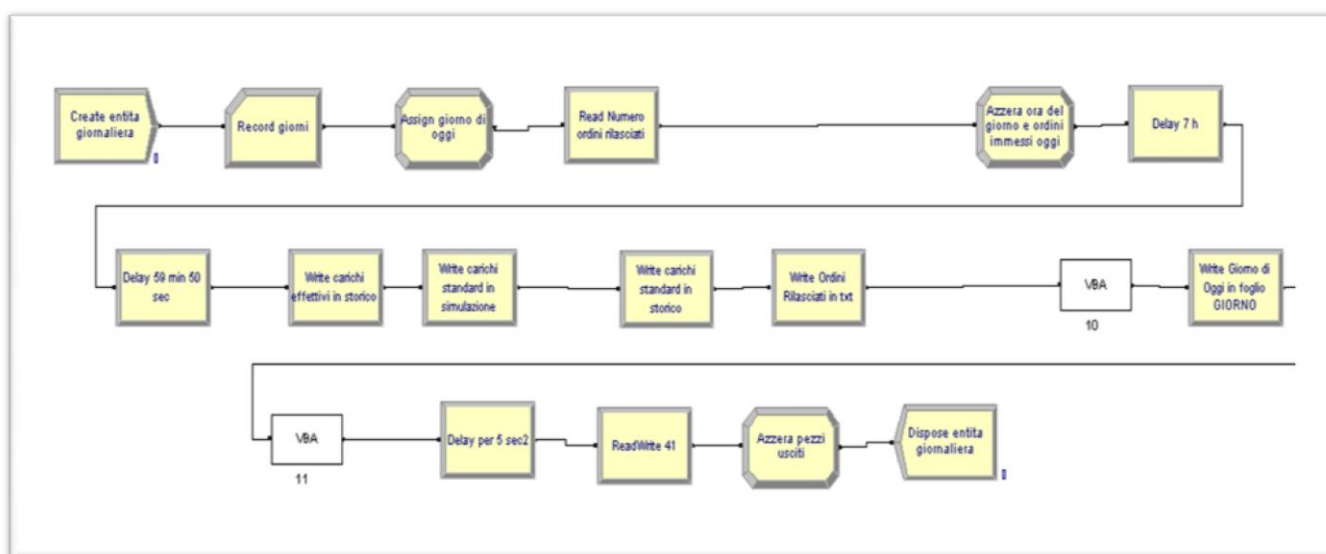 Create entita
giornaliera
Record giorni
Assign giorno di
oggi
Read Numero
ordini rilasciati
Azzera ora del
giorno e ordini
immessi oggi
Delay 7 h
0
Delay 59 min 50
sec
Write carichi
effettivi in storico
Write carichi
standard in
simulazione
Write carichi
standard in
storico
Write Ordini
Rilasciati in txt
VBA
10
Write Giorno di
Oggi in foglio
GIORNO
VBA
11
Delay per 5 sec2
ReadWrite 41
Azzera pezzi
usciti
Dispose entita
giornaliera
0